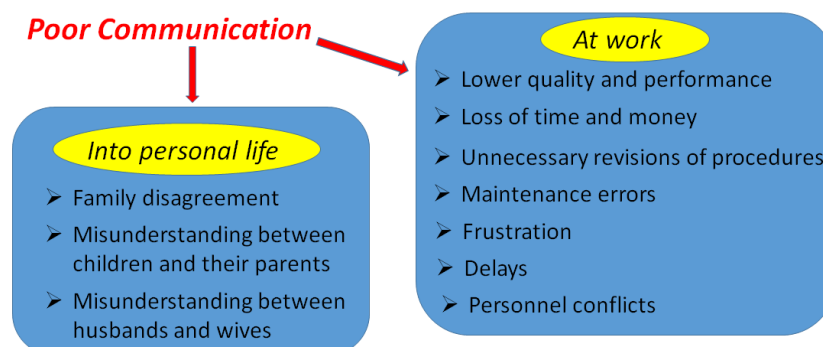 Poor Communication
Into personal life
Family disagreement
Misunderstanding between
children and their parents
Misunderstanding between
husbands and wives
At work
Lower quality and performance
Loss of time and money
Unnecessary revisions of procedures
Maintenance errors
Frustration
Delays
Personnel conflicts